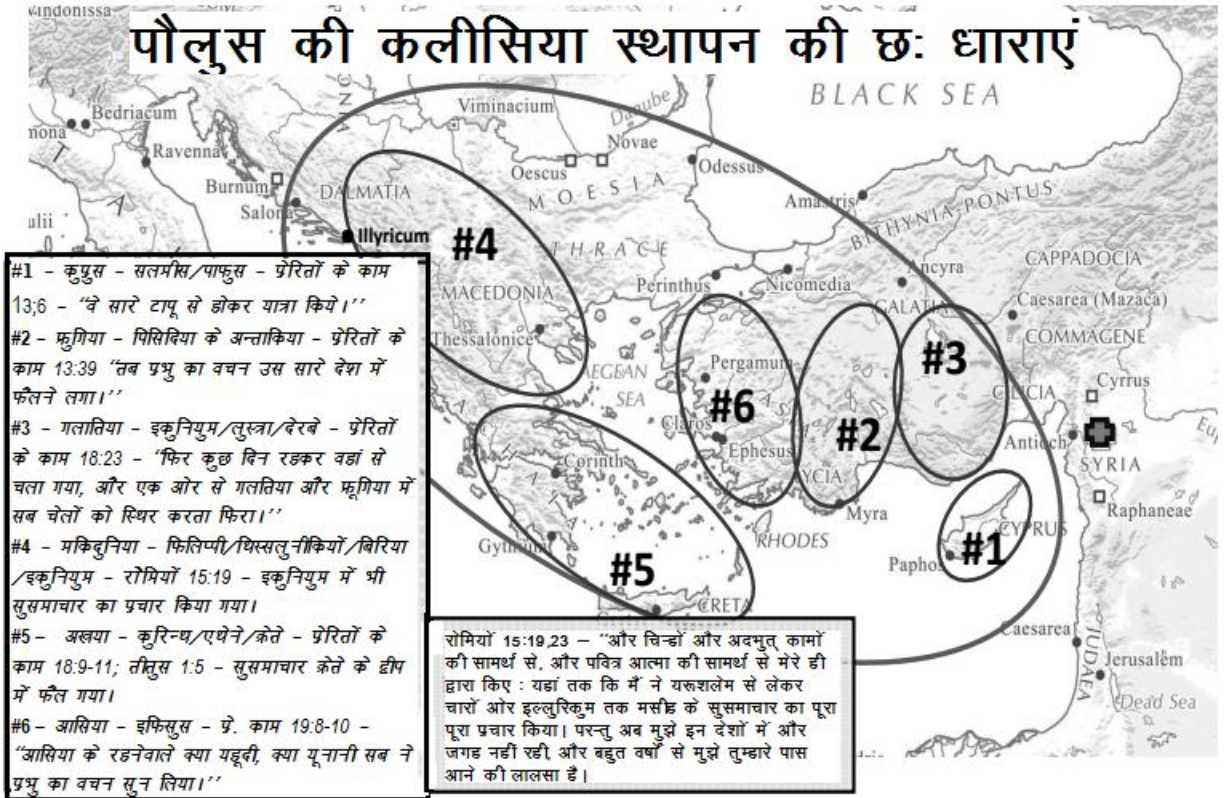 पौलुस की कलीसिया स्थापन की छः धाराएं
Vindonissa
BLACK SEA
Bedriacum
Viminacium
Danube
Ravenna
Novae
Oescus
Odessus
Burnum
DALMATIA
MOESIA
Salona
Amastris
BITHYNIA-PONTUS
Illyricum
#4
THRACE
Ancyra
CAPPADOCIA
MACEDONIA
Perinthus
Nicomedia
GALATIA
Caesarea (Mazaca)
COMMAGENE
Thessalonice
#3
AEGEAN
SEA
Pergamum
#6
CILICIA
Cyrrus
#2
Claros
Ephesus
Antioch
SYRIA
Corinth
Myra
Raphaneae
Gythium
RHODES
CYPRUS
#1
Paphos
#5
CRETA
Caesarea
JUDAEA
Jerusalem
Dead Sea
#1 – कुप्रुस – सलमीस/पाफुस – प्रेरितों के काम
13;6 – “वे सारे टापू से होकर यात्रा किये।’’
#2 – फ्रुगिया – पिसिदिया के अन्ताकिया – प्रेरितों के
काम 13:39 “तब प्रभु का वचन उस सारे देश में
फैलने लगा।’’
#3 – गलातिया – इकुनियुम/लुस्त्रा/देरबे – प्रेरितों
के काम 18:23 – “फिर कुछ दिन रहकर वहां से
चला गया, और एक ओर से गलतिया और फ्रूगिया में
सब चेलों को स्थिर करता फिरा।’’
#4 – मकिदुनिया – फिलिप्पी/थिस्सलुनीकियों/बिरिया
/इकुनियुम – रोमियों 15:19 – इकुनियुम में भी
सुसमाचार का प्रचार किया गया।
#5 – अखया – कुरिन्थ/एथेने/क्रेते – प्रेरितों के
काम 18:9-11; तीतुस 1:5 – सुसमाचार क्रेते के द्वीप
में फैल गया।
#6 – आसिया – इफिसुस – प्रे. काम 19:8-10 –
“आसिया के रहनेवाले क्या यहूदी, क्या यूनानी सब ने
प्रभु का वचन सुन लिया।’’
रोमियों 15:19,23 – “और चिन्हों और अदभुत् कामों
की सामर्थ से, और पवित्र आत्मा की सामर्थ से मेरे ही
द्वारा किए : यहां तक कि मैं ने यरूशलेम से लेकर
चारों ओर इल्लुरिकुम तक मसीह के सुसमाचार का पूरा
पूरा प्रचार किया। परन्तु अब मुझे इन देशों में और
जगह नहीं रही, और बहुत वर्षों से मुझे तुम्हारे पास
आने की लालसा है।